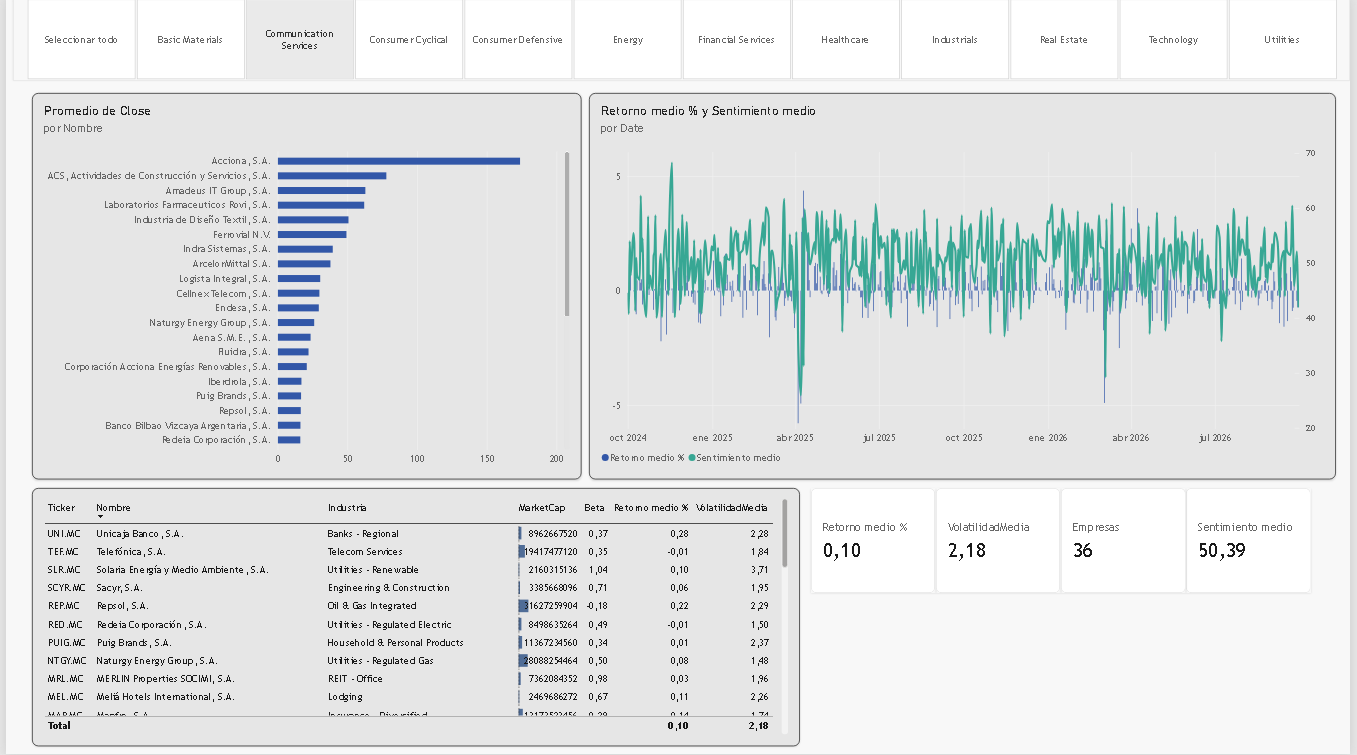 Seleccionar todo
Basic Materials
Communication
Services
Consumer Cyclical
Consumer Defensive
Energy
Financial Services
Healthcare
Industrials
Real Estate
Technology
Utilities
Promedio de Close
por Nombre
Acciona, S.A.
ACS, Actividades de Construcción y Servicios, S.A.
Amadeus IT Group, S.A.
Laboratorios Farmaceuticos Rovi, S.A.
Industria de Diseño Textil, S.A.
Ferrovial N.V.
Indra Sistemas, S.A.
ArcelorMittal S.A.
Logista Integral, S.A.
Cellnex Telecom, S.A.
Endesa, S.A.
Naturgy Energy Group, S.A.
Aena S.M.E., S.A.
Fluidra, S.A.
Corporación Acciona Energías Renovables, S.A.
Iberdrola, S.A.
Puig Brands, S.A.
Repsol, S.A.
Banco Bilbao Vizcaya Argentaria, S.A.
Redeia Corporación, S.A.
0 50 100 150 200
Retorno medio % y Sentimiento medio
por Date
5
0
-5
70
60
50
40
30
20
oct 2024 ene 2025 abr 2025 jul 2025 oct 2025 ene 2026 abr 2026 jul 2026
Retorno medio % Sentimiento medio
Ticker Nombre Industria MarketCap Beta Retorno medio % VolatilidadMedia
UNI.MC Unicaja Banco, S.A. Banks - Regional 8962667520 0,37 0,28 2,28
TEF.MC Telefónica, S.A. Telecom Services 19417477120 0,35 -0,01 1,84
SLR.MC Solaria Energía y Medio Ambiente, S.A. Utilities - Renewable 2160315136 1,04 0,10 3,71
SCYR.MC Sacyr, S.A. Engineering & Construction 3385668096 0,71 0,06 1,95
REP.MC Repsol, S.A. Oil & Gas Integrated 31627259904 -0,18 0,22 2,29
RED.MC Redeia Corporación, S.A. Utilities - Regulated Electric 8498635264 0,49 -0,01 1,50
PUIG.MC Puig Brands, S.A. Household & Personal Products 11367234560 0,34 0,01 2,37
NTGY.MC Naturgy Energy Group, S.A. Utilities - Regulated Gas 28088254464 0,50 0,08 1,48
MRL.MC MERLIN Properties SOCIMI, S.A. REIT - Office 7362084352 0,98 0,03 1,96
MEL.MC Meliá Hotels International, S.A. Lodging 2469686272 0,67 0,11 2,26
Total 0,10 2,18
Retorno medio %
0,10
VolatilidadMedia
2,18
Empresas
36
Sentimiento medio
50,39